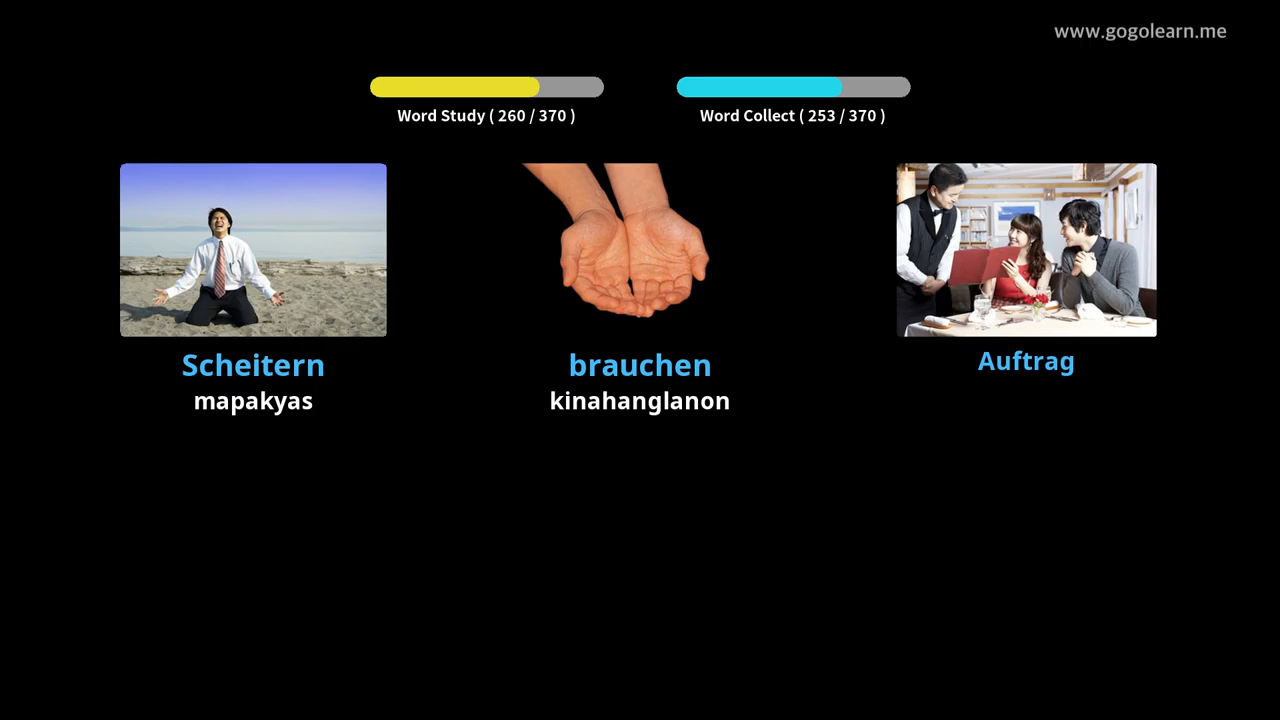 www.gogolearn.me
Word Study ( 260 / 370 )
Word Collect ( 253 / 370 )
Scheitern
mapakyas
brauchen
kinahanglanon
Auftrag